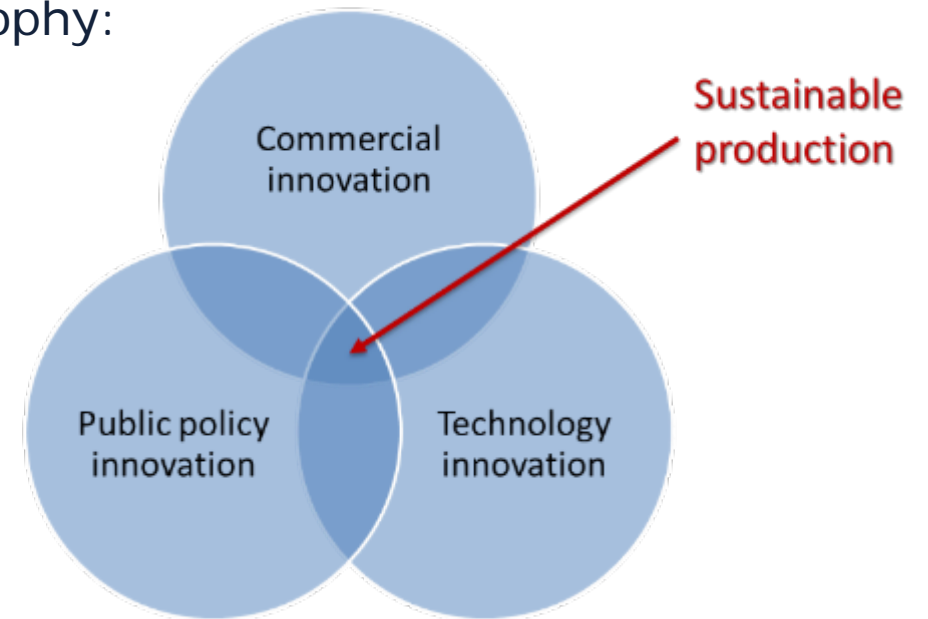 ophy:
Commercial
innovation
Sustainable
production
Public policy
innovation
Technology
innovation